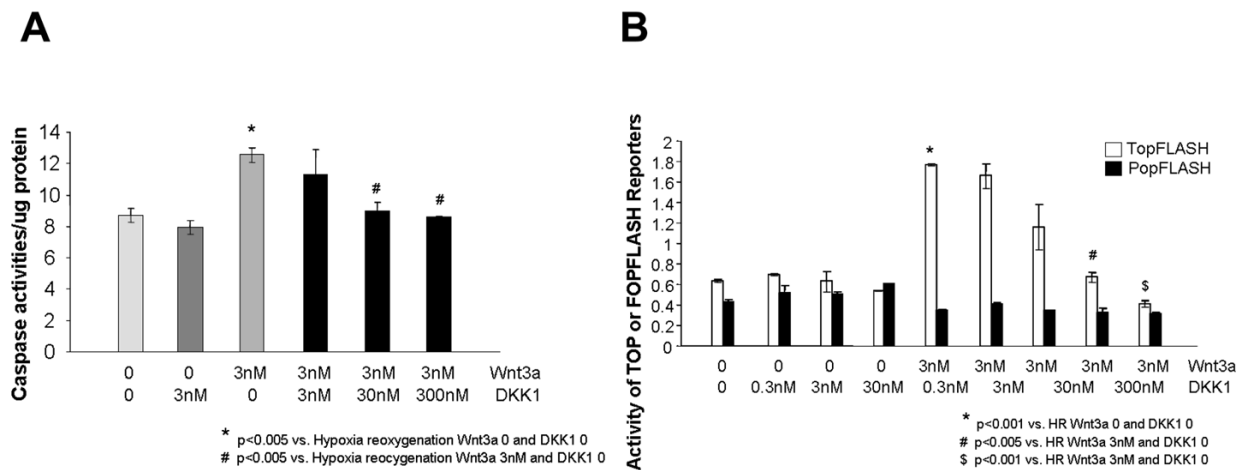 A
Caspase activities/ug protein
14
12
10
8
6
4
2
0
*
#
#
0 0 3nM 3nM 3nM 3nM Wnt3a
0 3nM 0 3nM 30nM 300nM DKK1
* p<0.005 vs. Hypoxia reoxygenation Wnt3a 0 and DKK1 0
# p<0.005 vs. Hypoxia reocygenation Wnt3a 3nM and DKK1 0
B
Activity of TOP or FOPFLASH Reporters
2
1.8
1.6
1.4
1.2
1
0.8
0.6
0.4
0.2
0
*
#
$
TopFLASH
PopFLASH
0 0 0 0 3nM 3nM 3nM 3nM 3nM Wnt3a
0 0.3nM 3nM 30nM 0.3nM 3nM 30nM 300nM DKK1
* p<0.001 vs. HR Wnt3a 0 and DKK1 0
# p<0.005 vs. HR Wnt3a 3nM and DKK1 0
$ p<0.001 vs. HR Wnt3a 3nM and DKK1 0